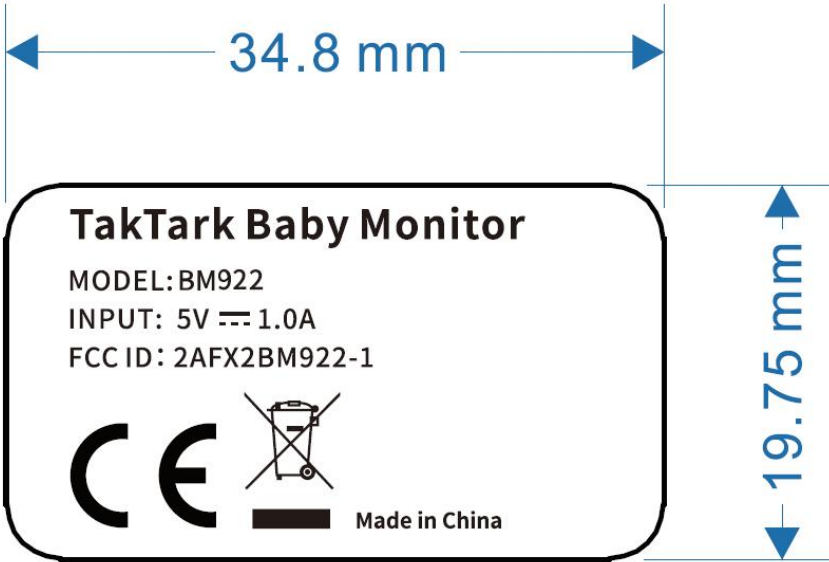 34.8 mm
TakTark Baby Monitor
MODEL: BM922
INPUT: 5V ⎓ 1.0A
FCC ID: 2AFX2BM922-1
CE
Made in China
19.75 mm